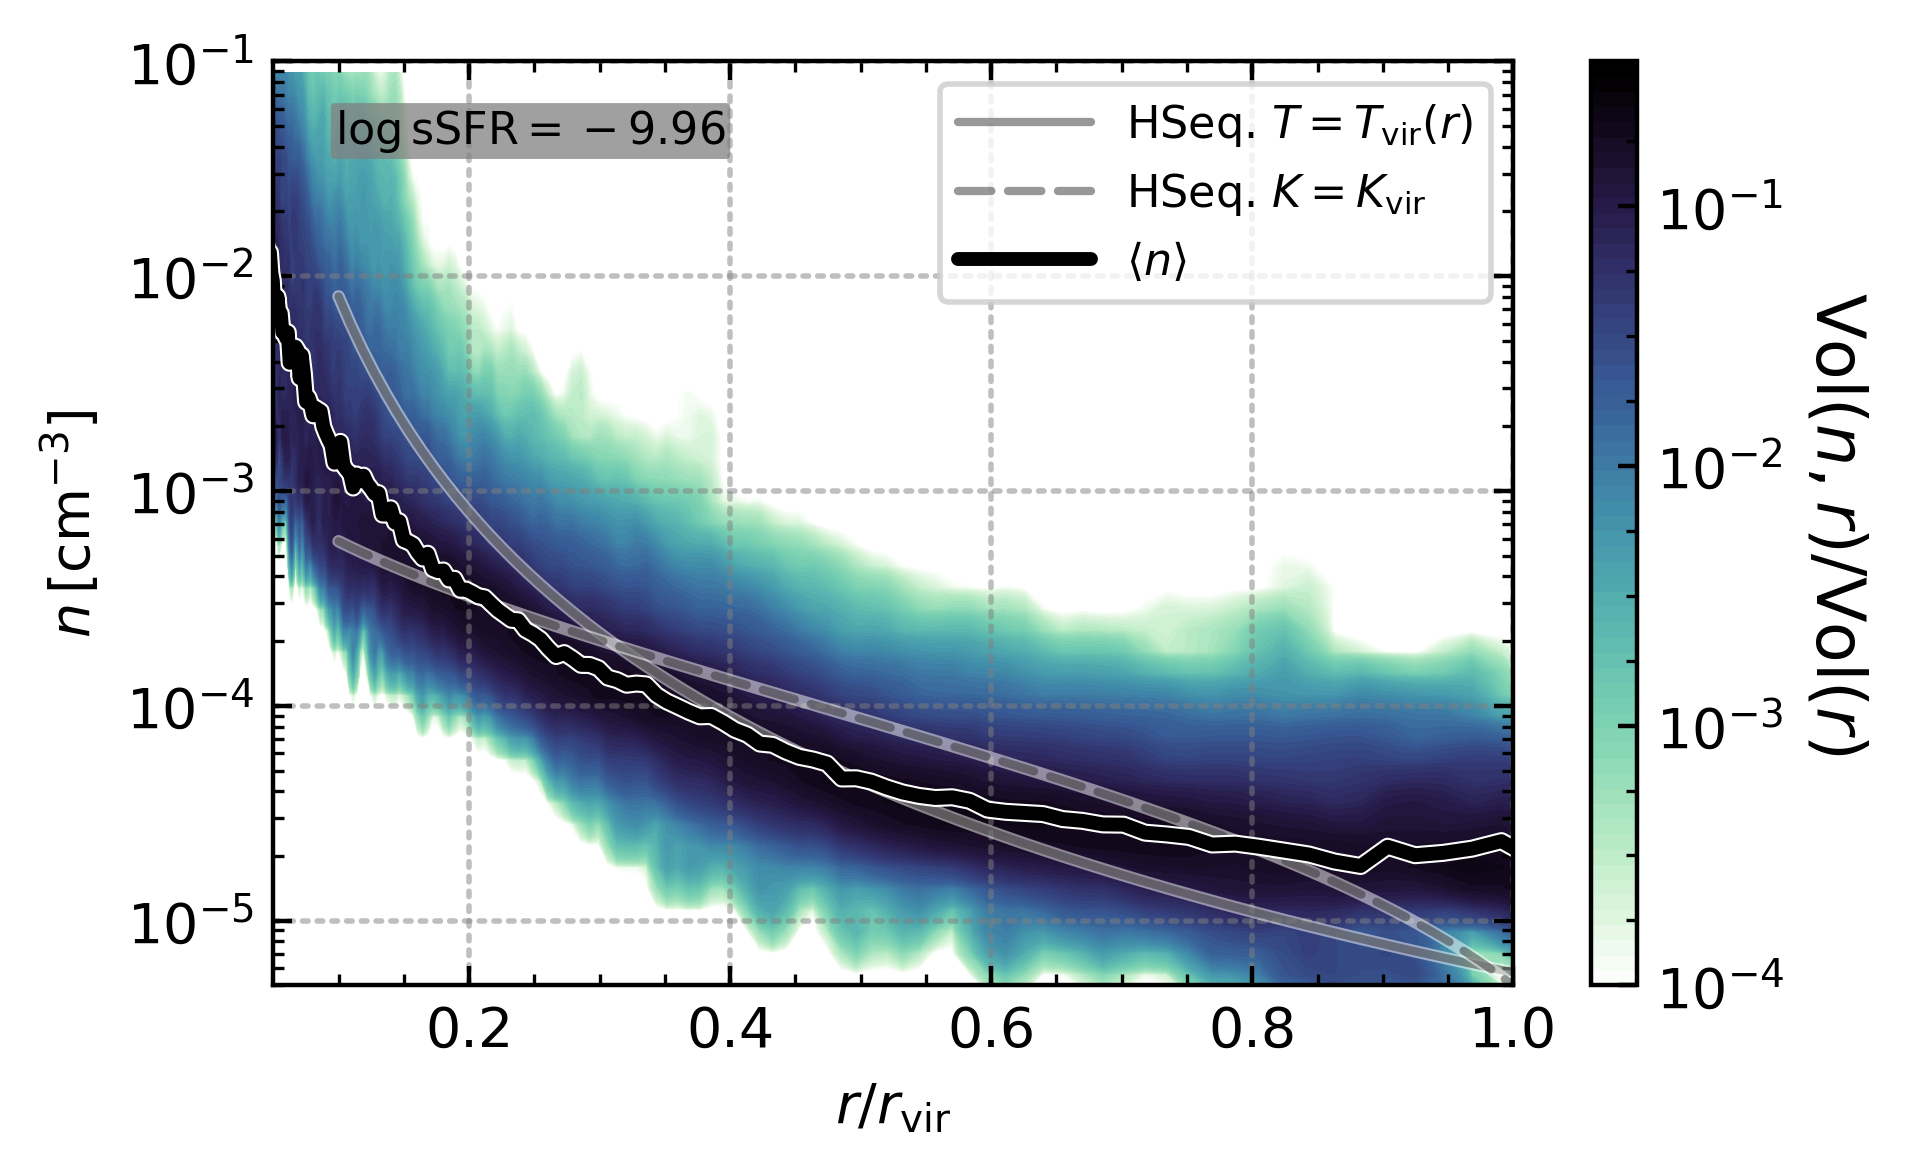 10⁻¹
10⁻²
10⁻³
10⁻⁴
10⁻⁵
n [cm⁻³]
log sSFR = −9.96
HSeq. T = T_vir(r)
HSeq. K = K_vir
⟨n⟩
0.2 0.4 0.6 0.8 1.0
r/r_vir
10⁻¹
10⁻²
10⁻³
10⁻⁴
Vol(n, r)/Vol(r)